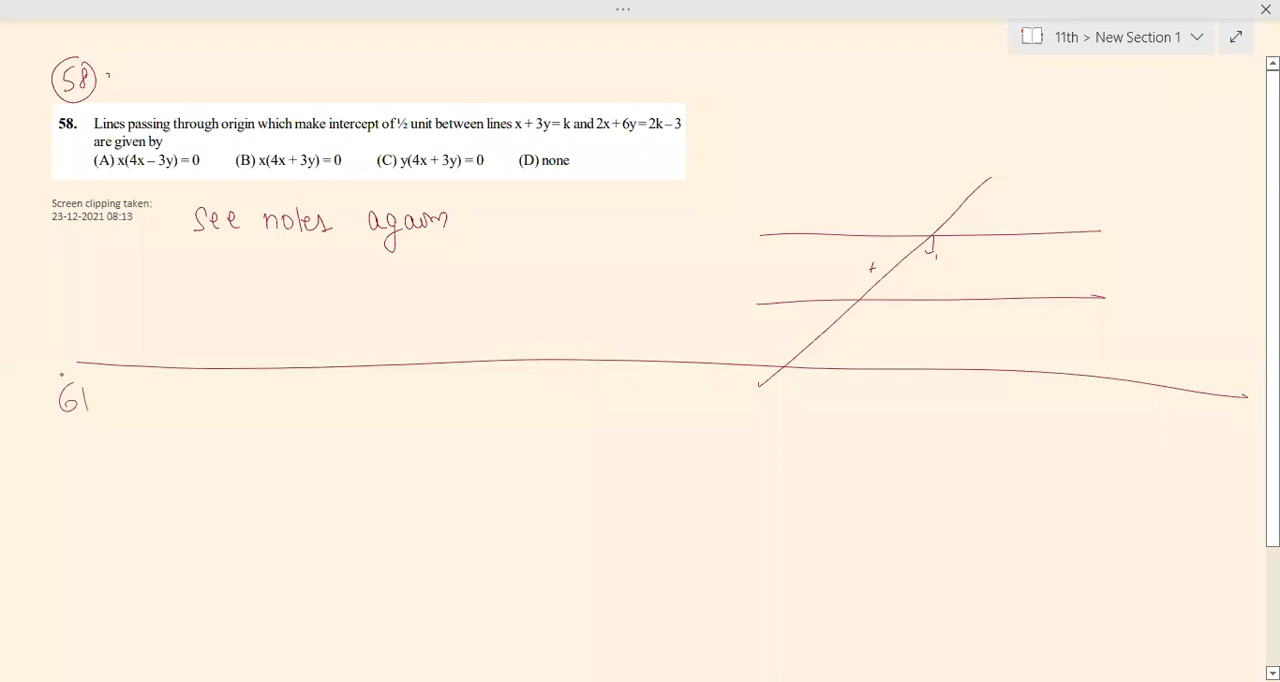 11th > New Section 1
58
58. Lines passing through origin which make intercept of ½ unit between lines x + 3y = k and 2x + 6y = 2k – 3
are given by
(A) x(4x – 3y) = 0 (B) x(4x + 3y) = 0 (C) y(4x + 3y) = 0 (D) none
Screen clipping taken:
23-12-2021 08:13
See notes again
61